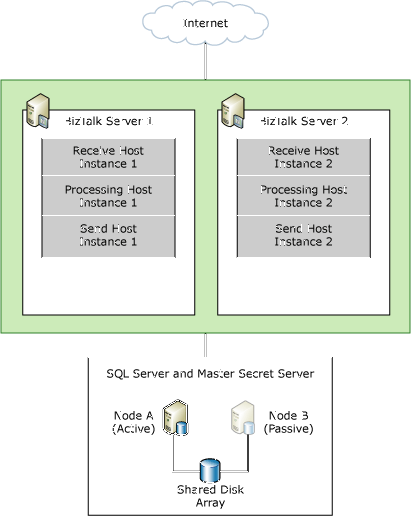 Internet
BizTalk Server 1
BizTalk Server 2
Receive Host
Instance 1
Processing Host
Instance 1
Send Host
Instance 1
Receive Host
Instance 2
Processing Host
Instance 2
Send Host
Instance 2
SQL Server and Master Secret Server
Node A
(Active)
Node B
(Passive)
Shared Disk
Array